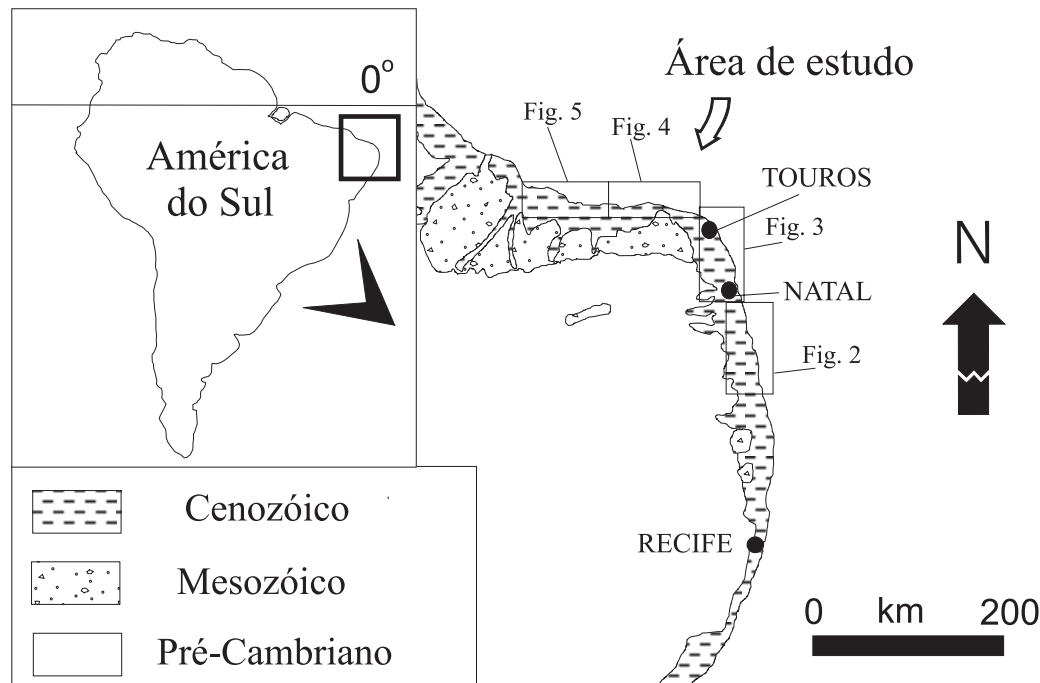 0º
América
do Sul
Área de estudo
Fig. 5
Fig. 4
TOUROS
Fig. 3
N
NATAL
Fig. 2
RECIFE
Cenozóico
Mesozóico
Pré-Cambriano
0 km 200